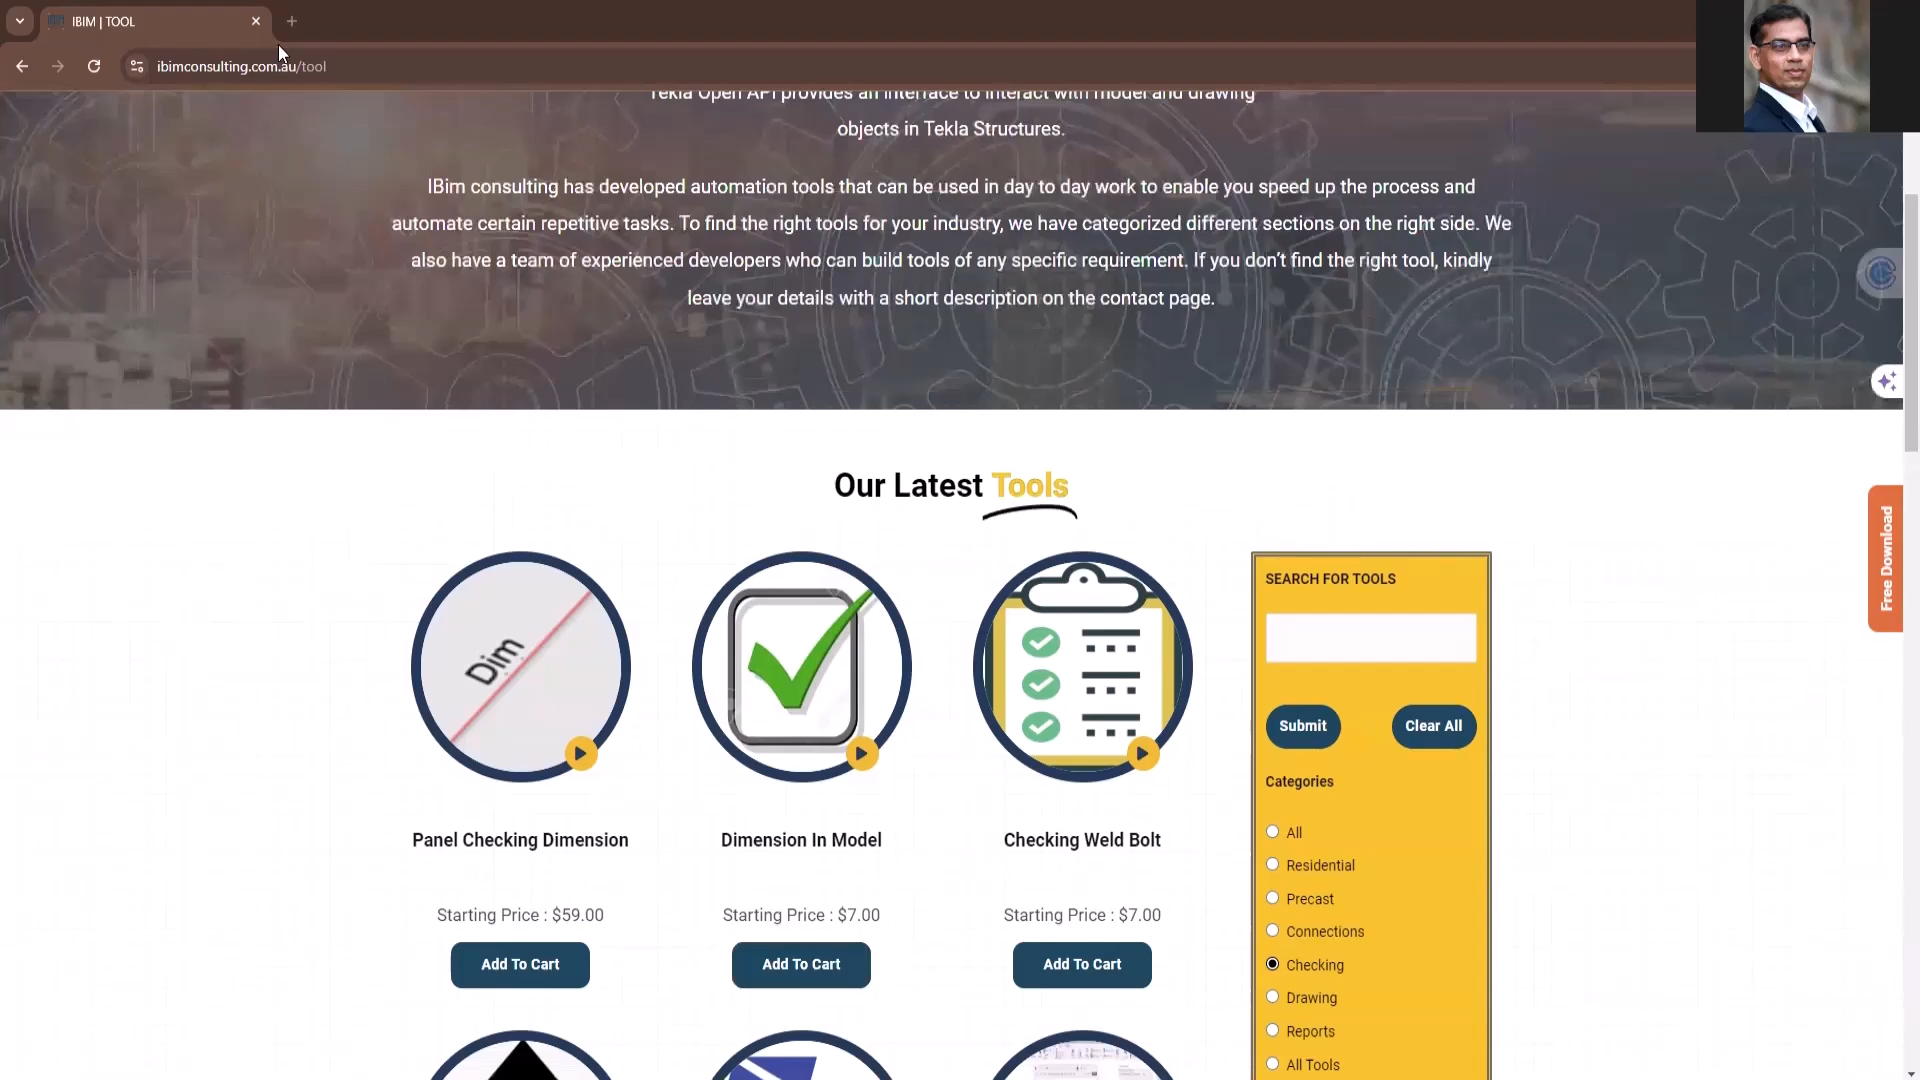 IBIM | TOOL
ibimconsulting.com.au/tool
Tekla Open API provides an interface to interact with model and drawing
objects in Tekla Structures.
IBim consulting has developed automation tools that can be used in day to day work to enable you speed up the process and
automate certain repetitive tasks. To find the right tools for your industry, we have categorized different sections on the right side. We
also have a team of experienced developers who can build tools of any specific requirement. If you don't find the right tool, kindly
leave your details with a short description on the contact page.
Free Download
Our Latest Tools
Dim
Panel Checking Dimension
Starting Price : $59.00
Add To Cart
Dimension In Model
Starting Price : $7.00
Add To Cart
Checking Weld Bolt
Starting Price : $7.00
Add To Cart
SEARCH FOR TOOLS
Submit
Clear All
Categories
All
Residential
Precast
Connections
Checking
Drawing
Reports
All Tools